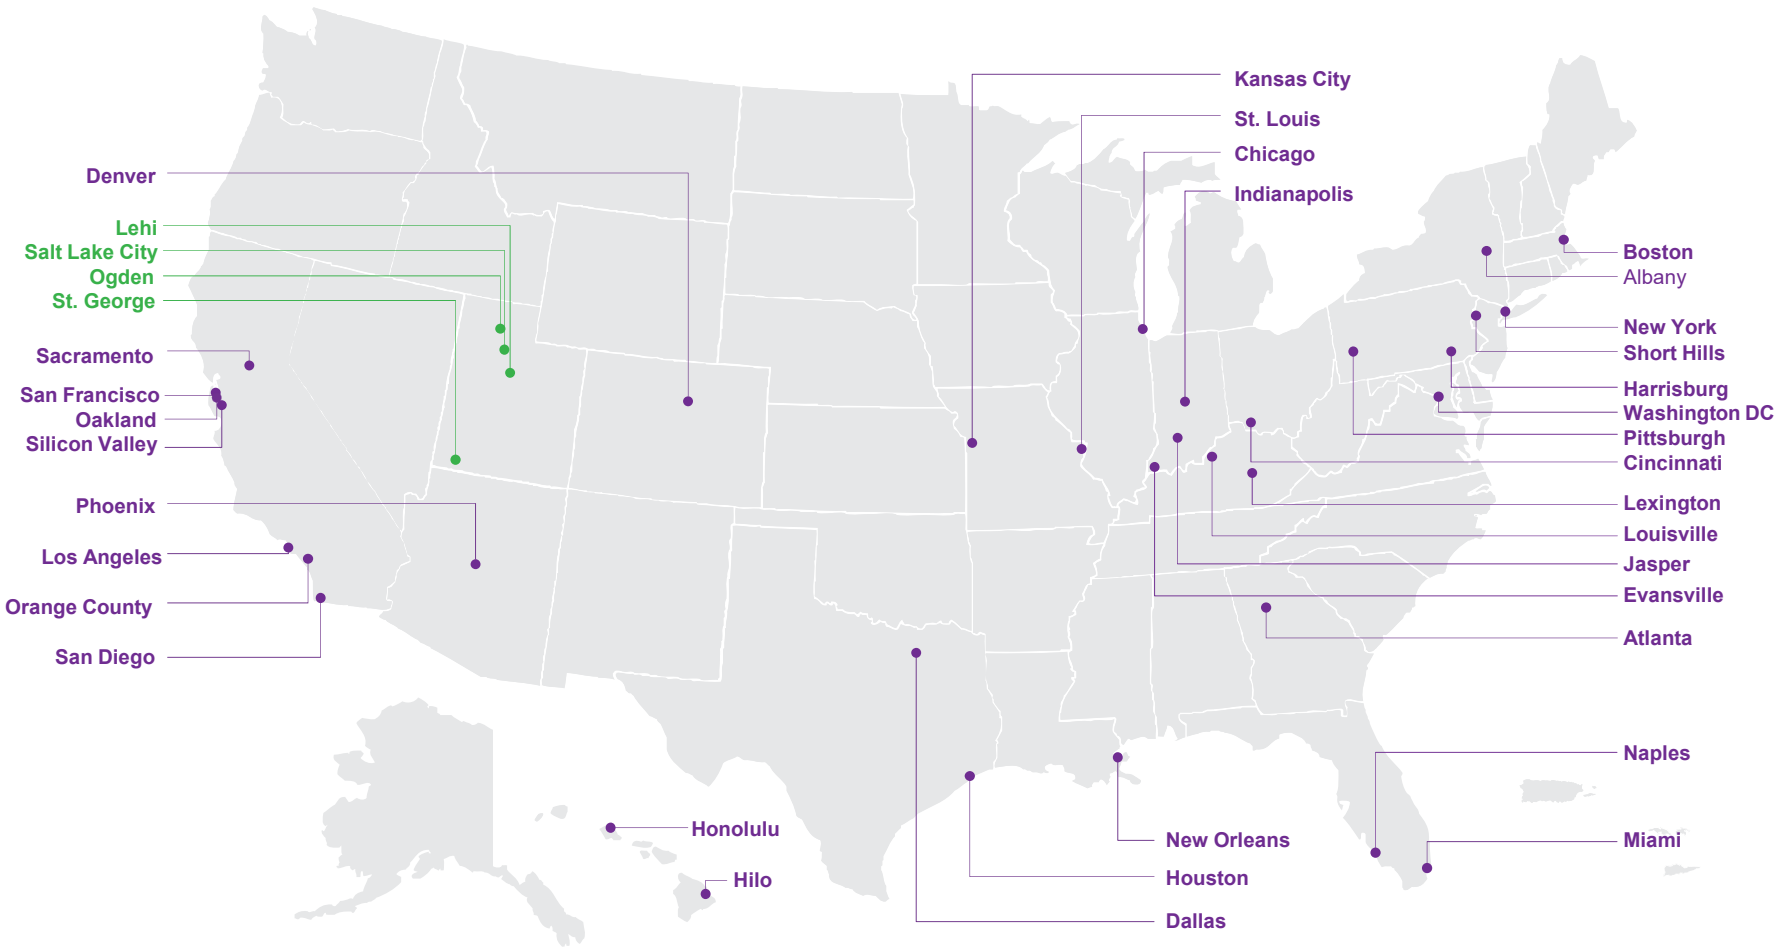 Denver
Lehi
Salt Lake City
Ogden
St. George
Sacramento
San Francisco
Oakland
Silicon Valley
Phoenix
Los Angeles
Orange County
San Diego
Kansas City
St. Louis
Chicago
Indianapolis
Boston
Albany
New York
Short Hills
Harrisburg
Washington DC
Pittsburgh
Cincinnati
Lexington
Louisville
Jasper
Evansville
Atlanta
Naples
Miami
Honolulu
Hilo
New Orleans
Houston
Dallas